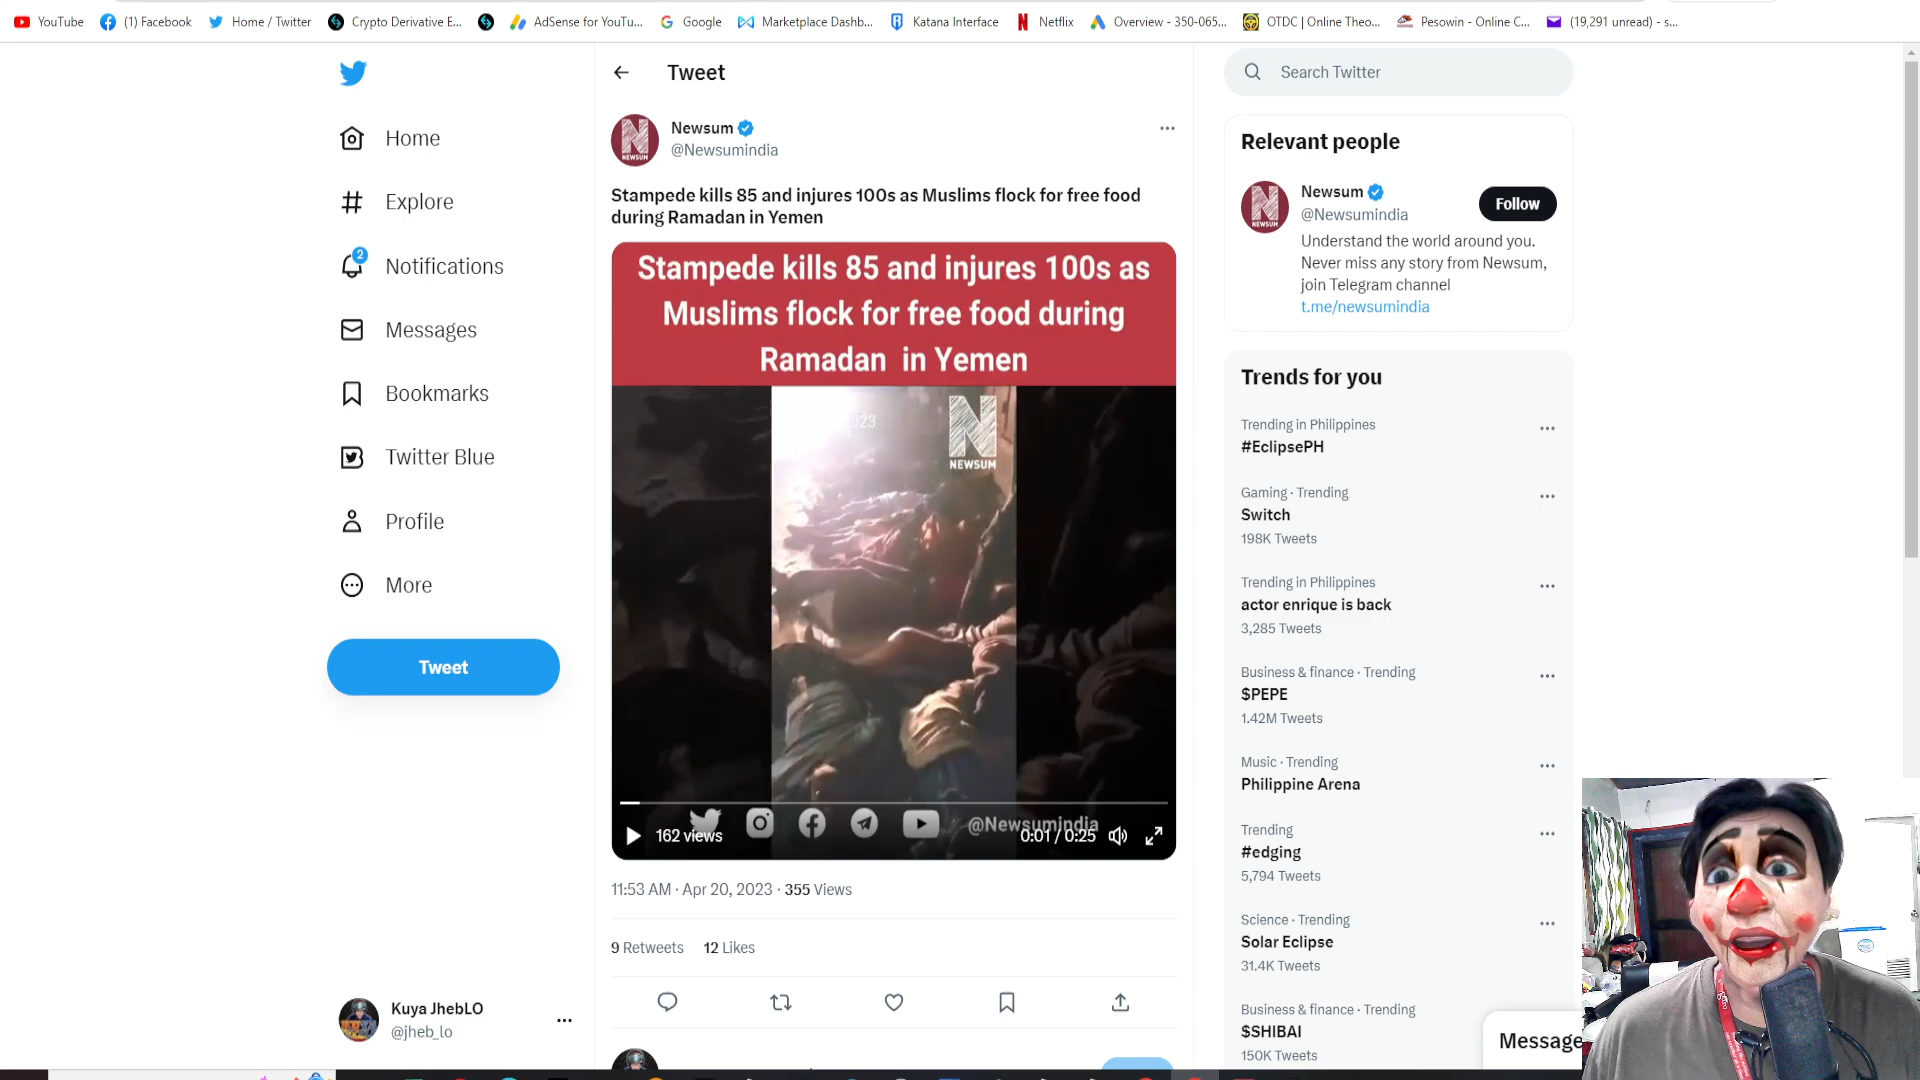 YouTube
(1) Facebook
Home / Twitter
Crypto Derivative E...
AdSense for YouTu...
Google
Marketplace Dashb...
Katana Interface
Netflix
Overview - 350-065...
OTDC | Online Theo...
Pesowin - Online C...
(19,291 unread) - s...
Home
Explore
2
Notifications
Messages
Bookmarks
Twitter Blue
Profile
More
Tweet
Kuya JhebLO
@jheb_lo
Tweet
Newsum
@Newsumindia
Stampede kills 85 and injures 100s as Muslims flock for free food
during Ramadan in Yemen
Stampede kills 85 and injures 100s as
Muslims flock for free food during
Ramadan in Yemen
N
NEWSUM
@Newsumindia
162 views
0:01 / 0:25
11:53 AM · Apr 20, 2023 · 355 Views
9 Retweets 12 Likes
Search Twitter
Relevant people
Newsum
@Newsumindia
Follow
Understand the world around you.
Never miss any story from Newsum,
join Telegram channel
t.me/newsumindia
Trends for you
Trending in Philippines
#EclipsePH
Gaming · Trending
Switch
198K Tweets
Trending in Philippines
actor enrique is back
3,285 Tweets
Business & finance · Trending
$PEPE
1.42M Tweets
Music · Trending
Philippine Arena
Trending
#edging
5,794 Tweets
Science · Trending
Solar Eclipse
31.4K Tweets
Business & finance · Trending
$SHIBAI
150K Tweets
Message